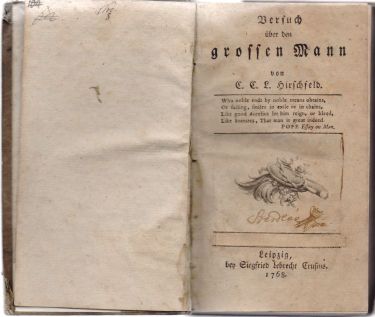 Versuch
über den
grossen Mann
von
C. C. L. Hirschfeld.
Who noble ends by noble means obtains,
Or failing, smiles in exile or in chains,
Like good Aurelius let him reign, or bleed,
Like Socrates, That man is great indeed.
POPE Essay on Man.
Leipzig,
bey Siegfried Lebrecht Crusius.
1768.